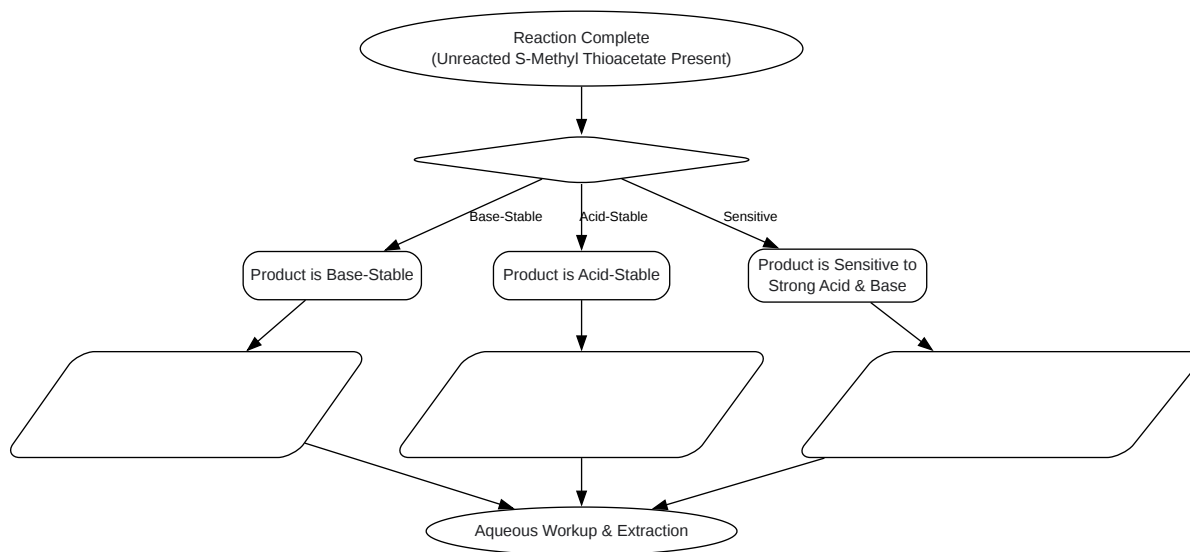 Reaction Complete
(Unreacted S-Methyl Thioacetate Present)
Base-Stable
Acid-Stable
Sensitive
Product is Base-Stable
Product is Acid-Stable
Product is Sensitive to
Strong Acid & Base
Aqueous Workup & Extraction